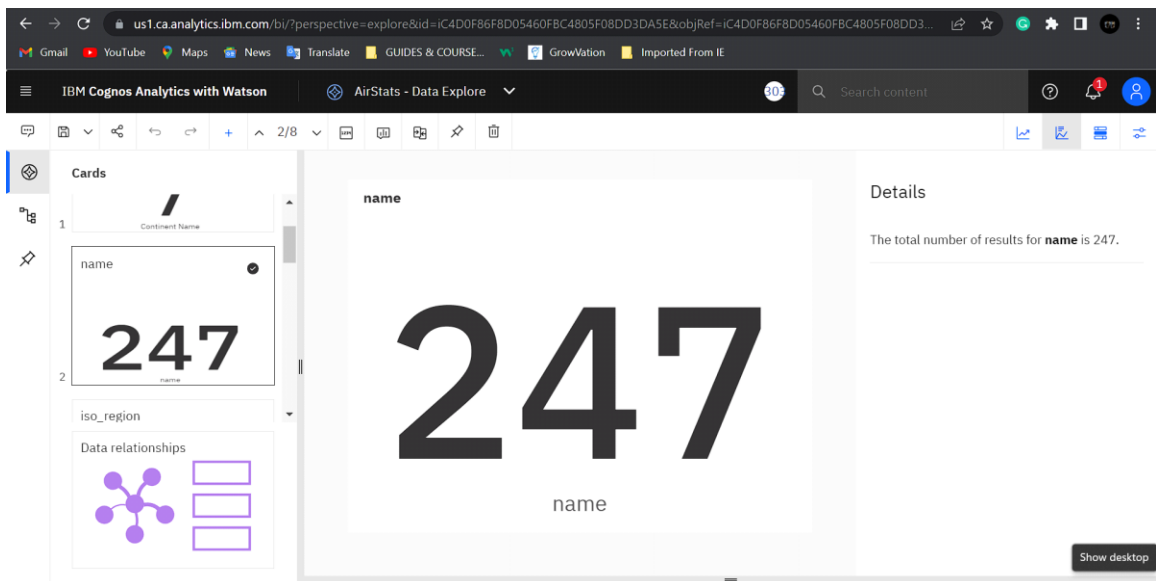 us1.ca.analytics.ibm.com/bi/?perspective=explore&id=iC4D0F86F8D05460FBC4805F08DD3DA5E&objRef=iC4D0F86F8D05460FBC4805F08DD3...
Gmail YouTube Maps News Translate GUIDES & COURSE... GrowVation Imported From IE
IBM Cognos Analytics with Watson AirStats - Data Explore 303 Search content 1
2/8
Cards
1
Continent Name
name
247
name
2
iso_region
Data relationships
name
247
name
Details
The total number of results for name is 247.
Show desktop